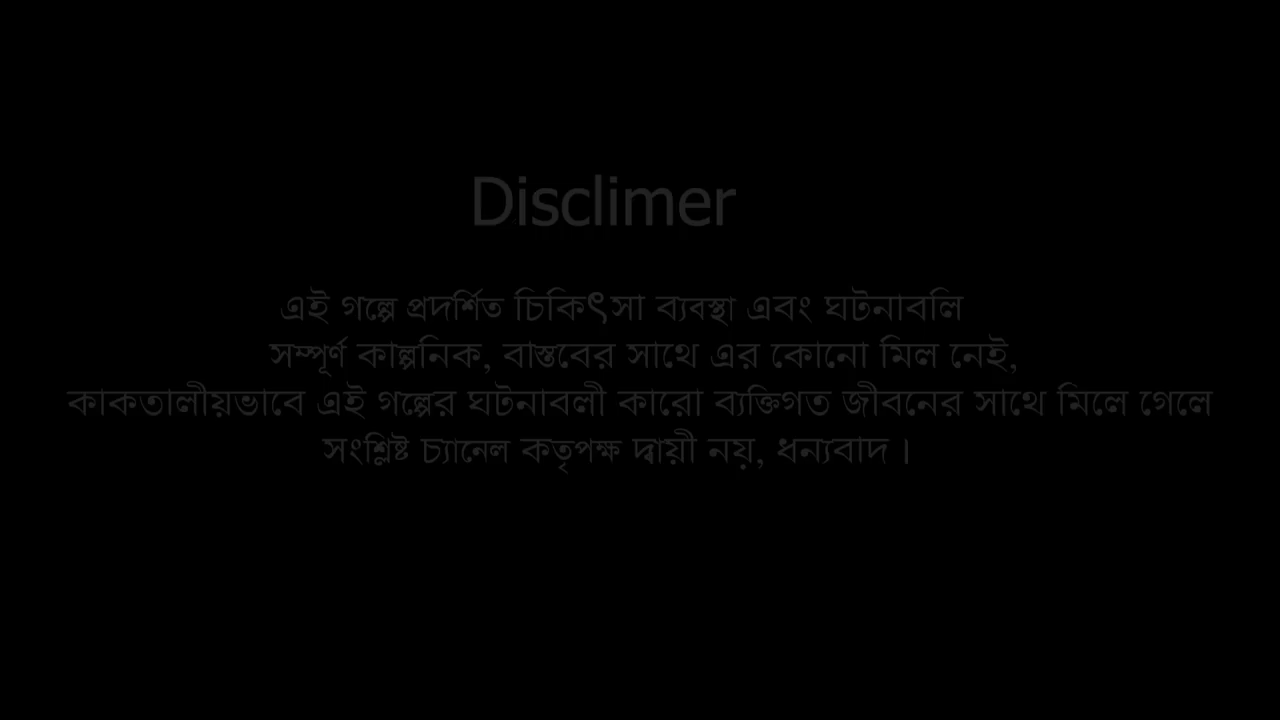 Disclimer
এই গল্পে প্রদর্শিত চিকিৎসা ব্যবস্থা এবং ঘটনাবলি
সম্পূর্ণ কাল্পনিক, বাস্তবের সাথে এর কোনো মিল নেই,
কাকতালীয়ভাবে এই গল্পের ঘটনাবলী কারো ব্যক্তিগত জীবনের সাথে মিলে গেলে
সংশ্লিষ্ট চ্যানেল কতৃপক্ষ দ্বায়ী নয়, ধন্যবাদ ।